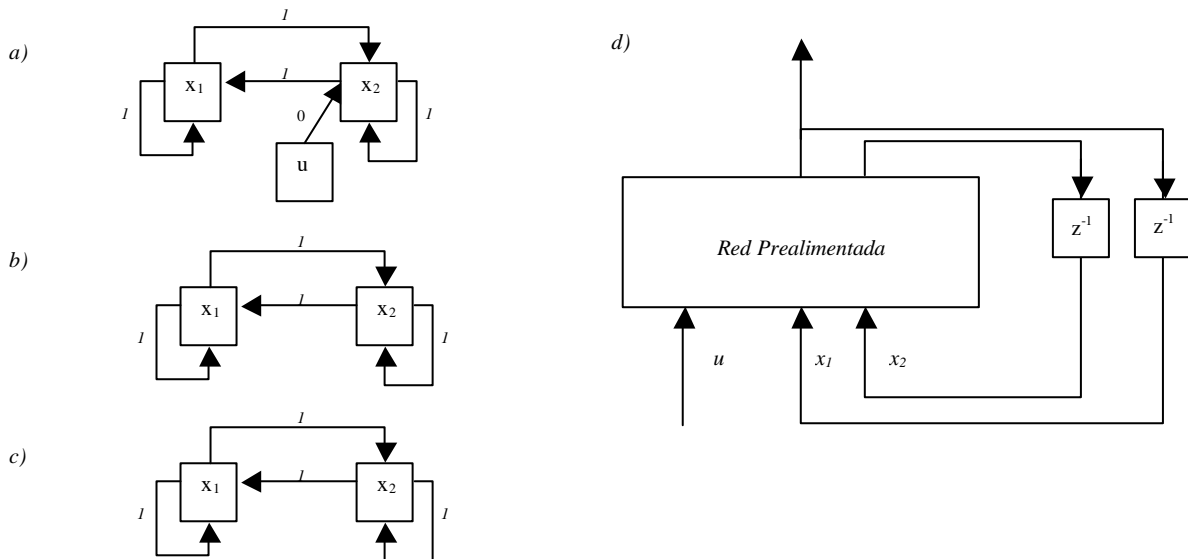 a)
1
x₁
1
x₂
1
0
1
u
b)
1
x₁
1
x₂
1
1
c)
1
x₁
1
x₂
1
1
d)
Red Prealimentada
z⁻¹
z⁻¹
u
x₁
x₂